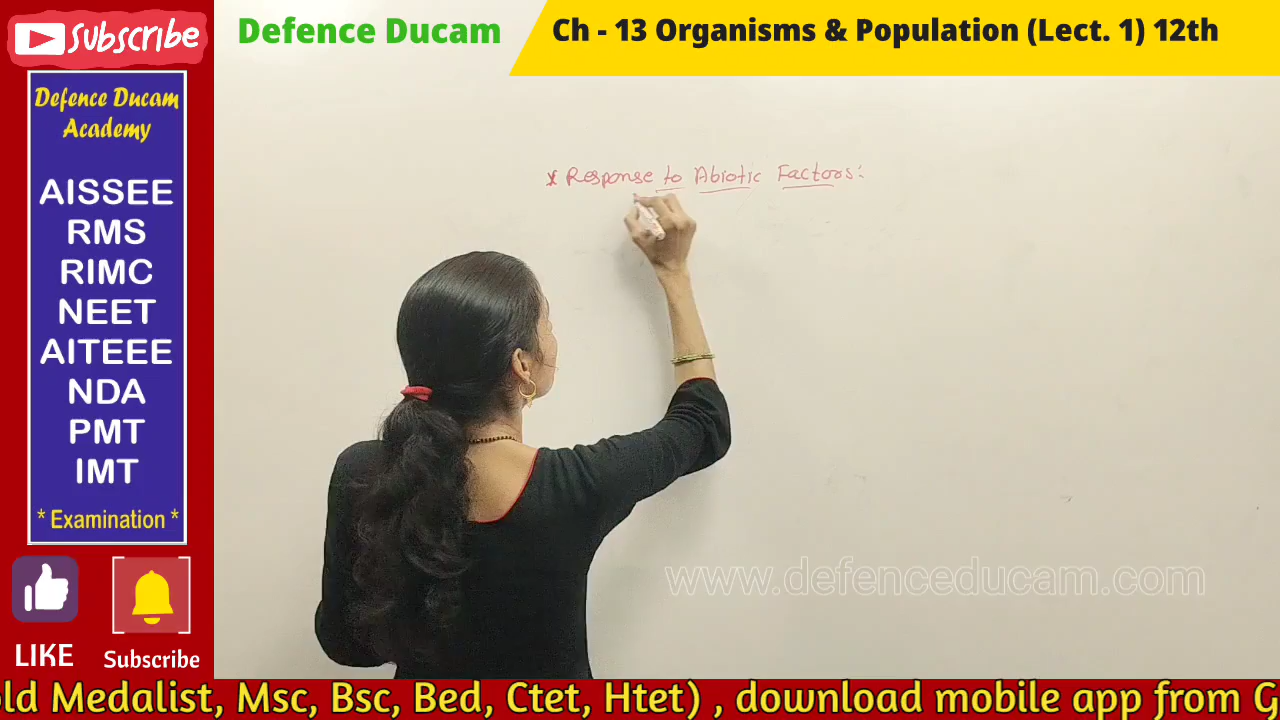 Subscribe
Defence Ducam
Ch - 13 Organisms & Population (Lect. 1) 12th
Defence Ducam
Academy
AISSEE
RMS
RIMC
NEET
AITEEE
NDA
PMT
IMT
* Examination *
LIKE
Subscribe
* Response to Abiotic Factors:
www.defenceducam.com
old Medalist, Msc, Bsc, Bed, Ctet, Htet) , download mobile app from G